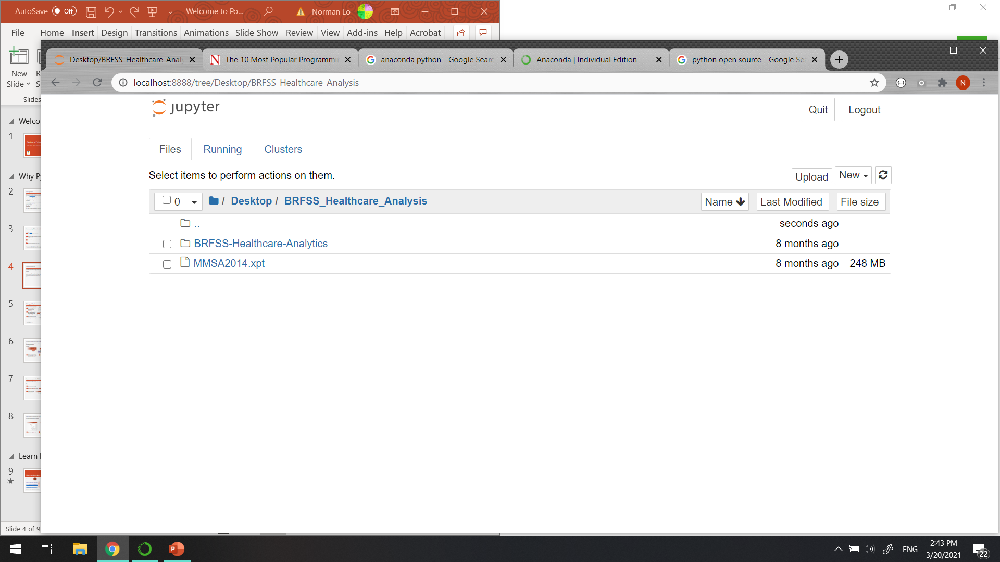 AutoSave Off Welcome to Po... Norman Lo
File Home Insert Design Transitions Animations Slide Show Review View Add-ins Help Acrobat
New
Slide
Slides
Welco
1
Why Py
2
3
4
5
6
7
8
Learn
9
Slide 4 of 9
Desktop/BRFSS_Healthcare_Analy The 10 Most Popular Programmi anaconda python - Google Searc Anaconda | Individual Edition python open source - Google Se
localhost:8888/tree/Desktop/BRFSS_Healthcare_Analysis N
jupyter Quit Logout
Files Running Clusters
Select items to perform actions on them. Upload New
0 / Desktop / BRFSS_Healthcare_Analysis Name Last Modified File size
.. seconds ago
BRFSS-Healthcare-Analytics 8 months ago
MMSA2014.xpt 8 months ago 248 MB
ENG 2:43 PM
3/20/2021 22